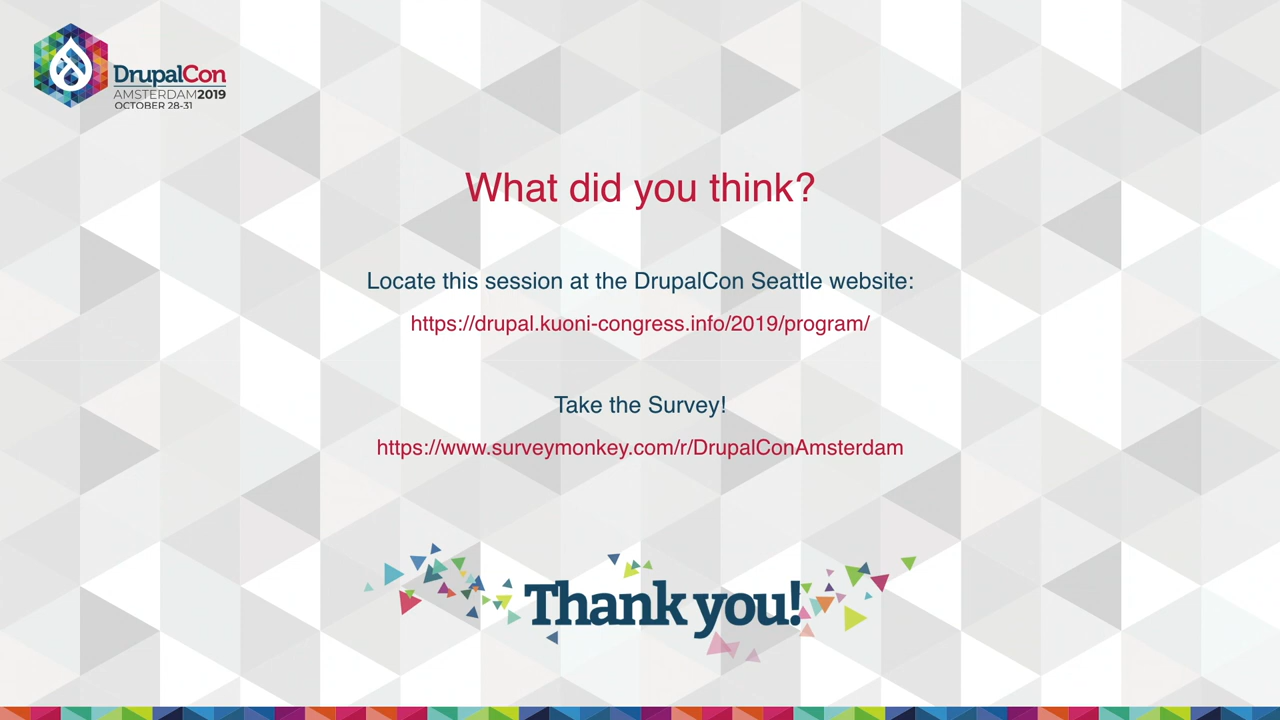 DrupalCon
AMSTERDAM2019
OCTOBER 28-31
What did you think?
Locate this session at the DrupalCon Seattle website:
https://drupal.kuoni-congress.info/2019/program/
Take the Survey!
https://www.surveymonkey.com/r/DrupalConAmsterdam
Thank you!